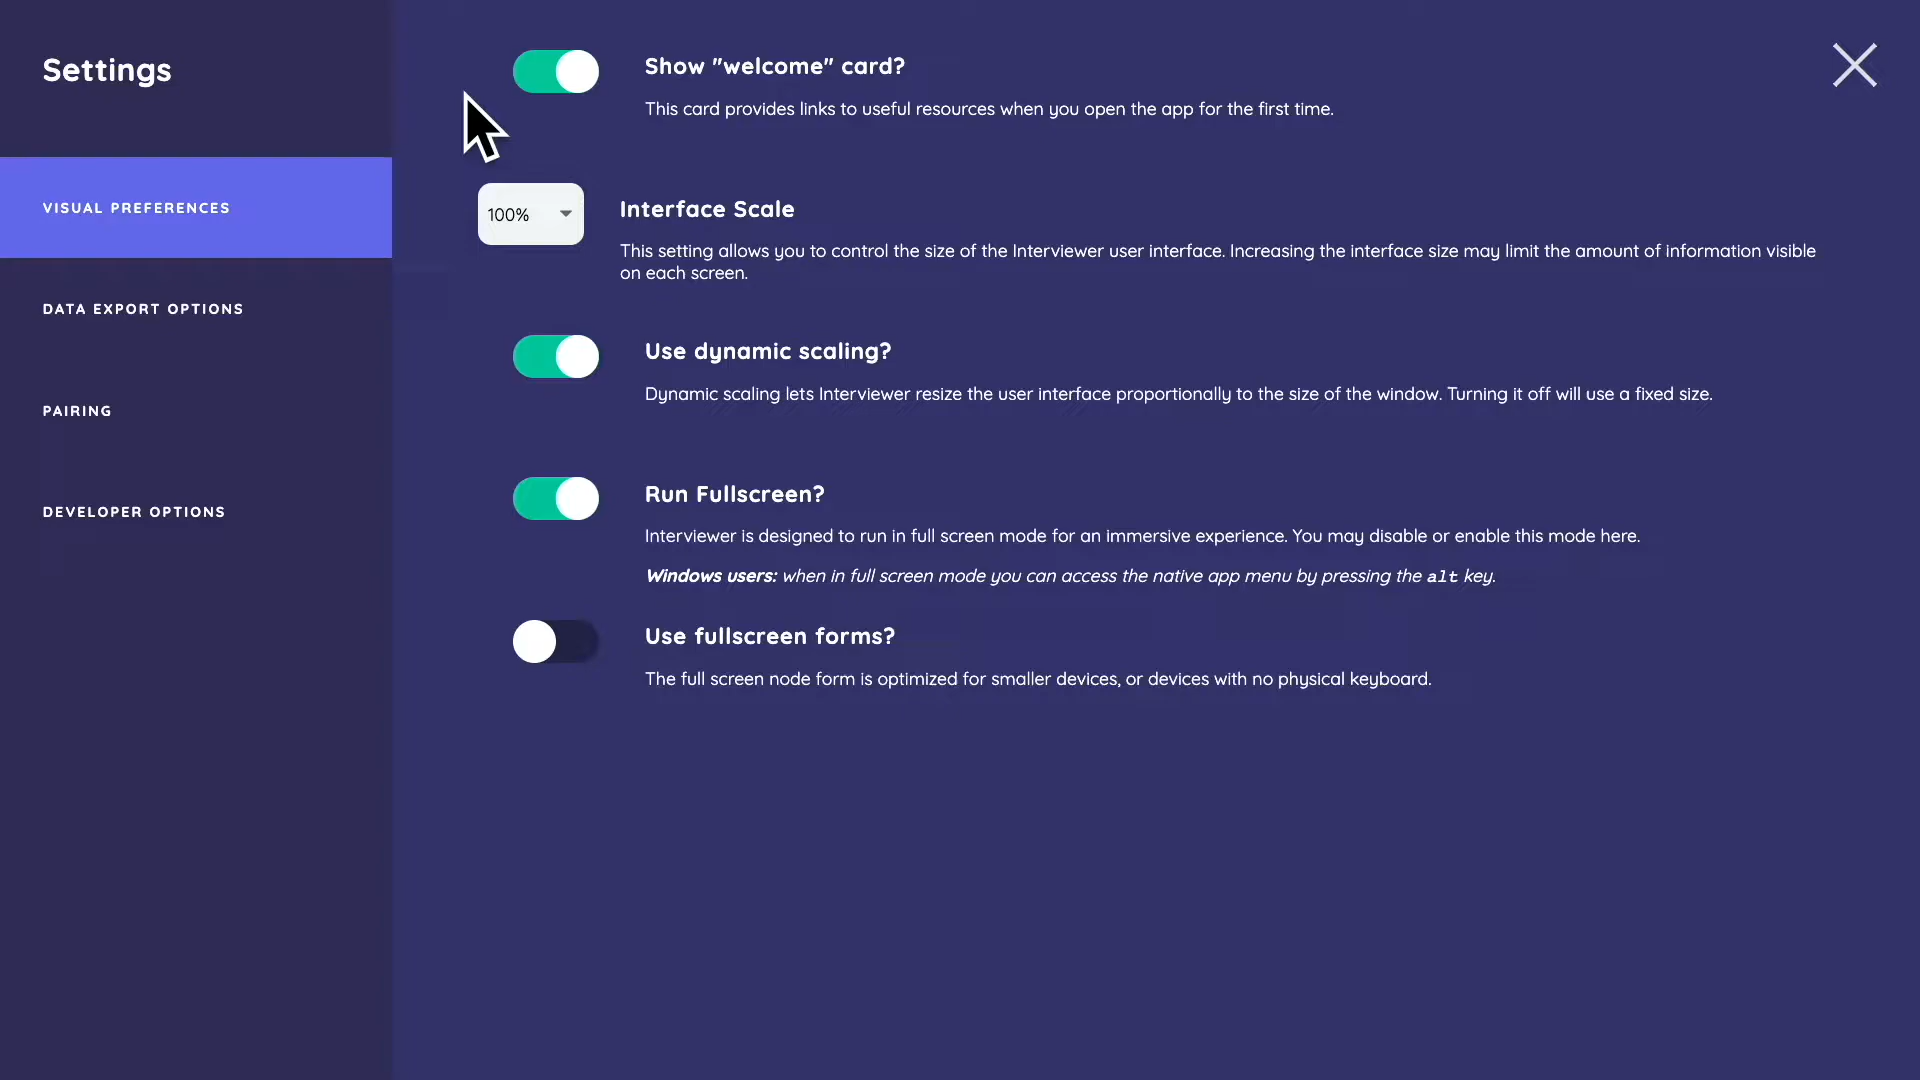 Settings
VISUAL PREFERENCES
DATA EXPORT OPTIONS
PAIRING
DEVELOPER OPTIONS
Show "welcome" card?
This card provides links to useful resources when you open the app for the first time.
100%
Interface Scale
This setting allows you to control the size of the Interviewer user interface. Increasing the interface size may limit the amount of information visible
on each screen.
Use dynamic scaling?
Dynamic scaling lets Interviewer resize the user interface proportionally to the size of the window. Turning it off will use a fixed size.
Run Fullscreen?
Interviewer is designed to run in full screen mode for an immersive experience. You may disable or enable this mode here.
Windows users: when in full screen mode you can access the native app menu by pressing the alt key.
Use fullscreen forms?
The full screen node form is optimized for smaller devices, or devices with no physical keyboard.